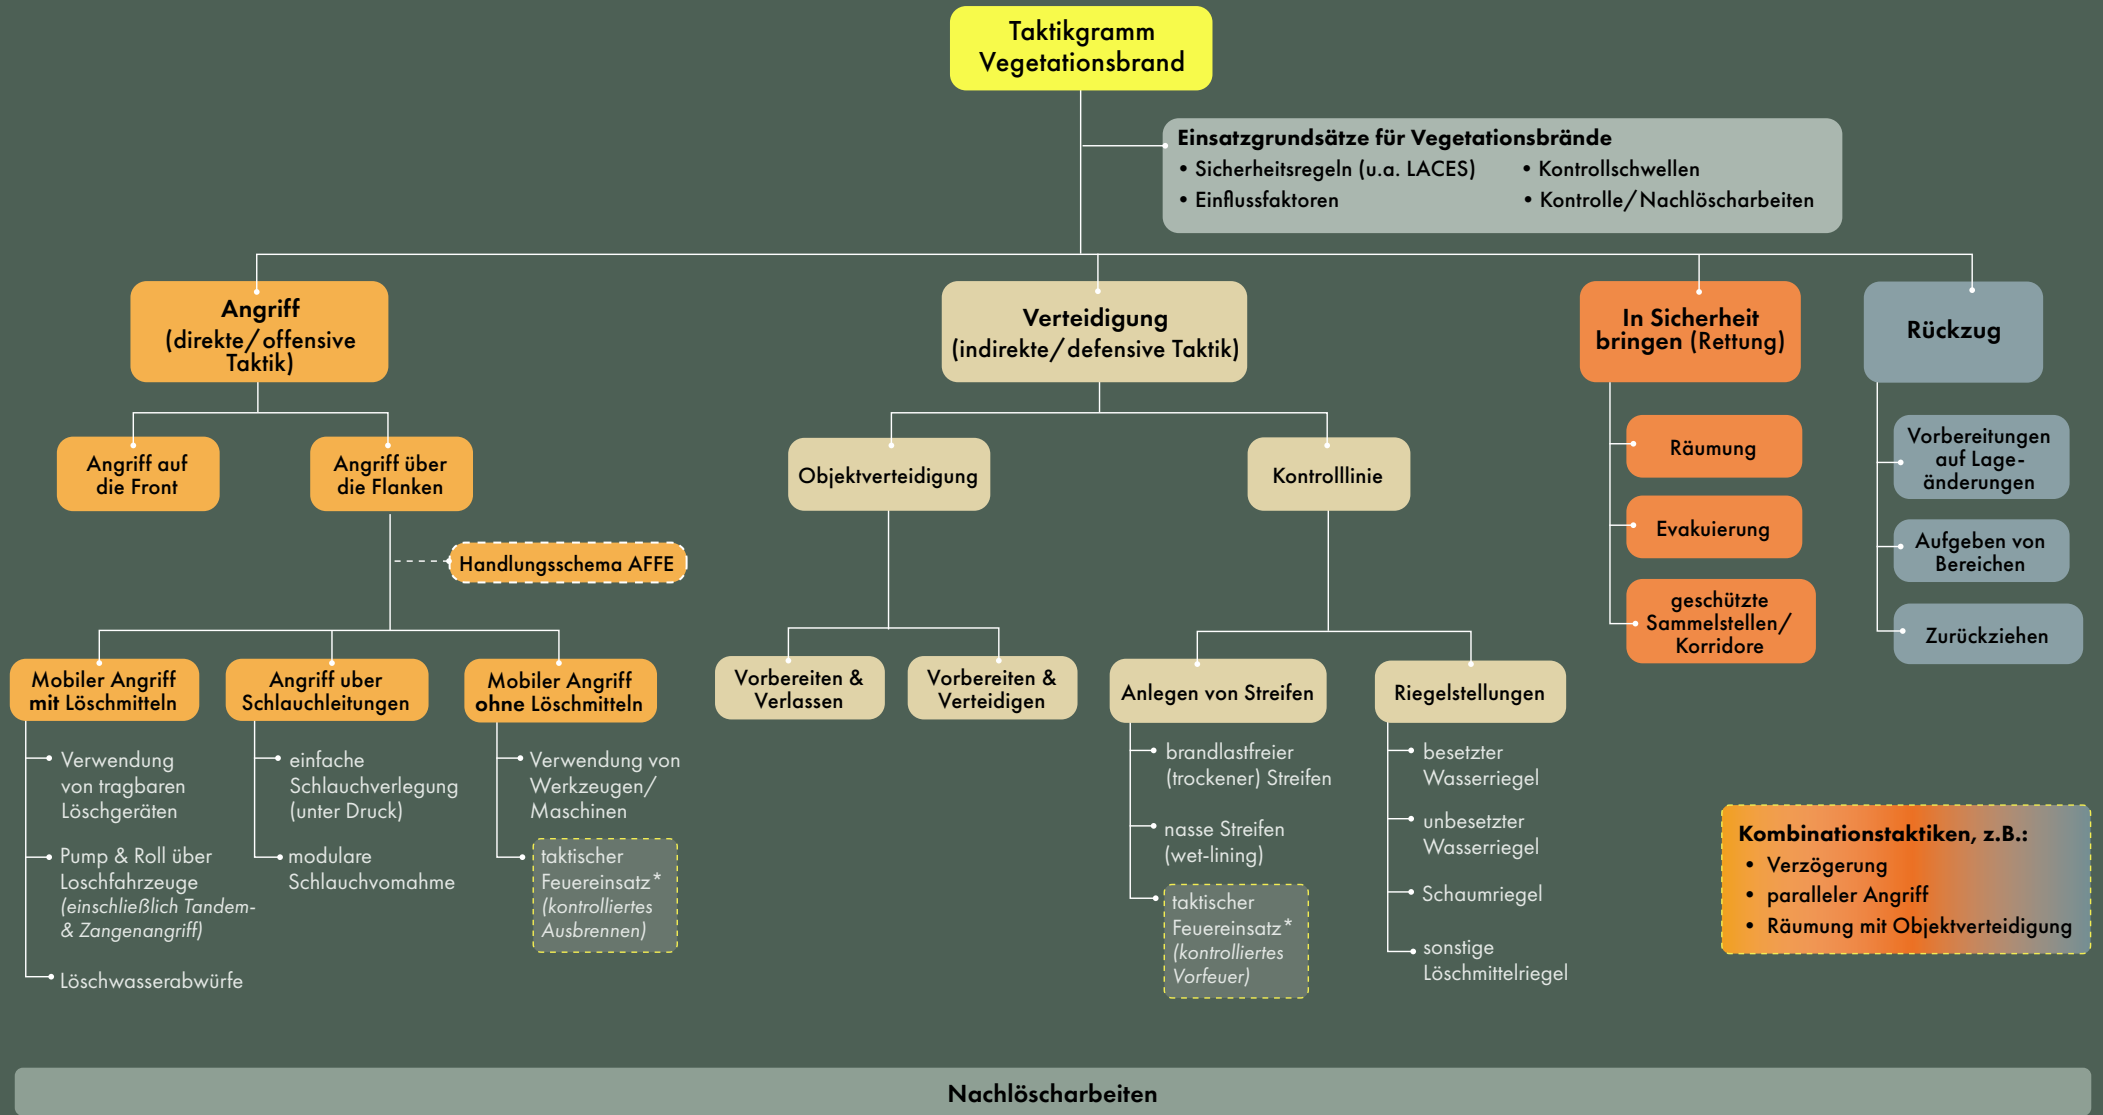 Taktikgramm
Vegetationsbrand
Einsatzgrundsätze für Vegetationsbrände
• Sicherheitsregeln (u.a. LACES)
• Einflussfaktoren
• Kontrollschwellen
• Kontrolle/Nachlöscharbeiten
Angriff
(direkte/offensive
Taktik)
Verteidigung
(indirekte/defensive Taktik)
In Sicherheit
bringen (Rettung)
Rückzug
Angriff auf
die Front
Angriff über
die Flanken
Handlungsschema AFFE
Objektverteidigung
Kontrolllinie
Räumung
Evakuierung
geschützte
Sammelstellen/
Korridore
Vorbereitungen
auf Lage-
änderungen
Aufgeben von
Bereichen
Zurückziehen
Mobiler Angriff
mit Löschmitteln
Verwendung
von tragbaren
Löschgeräten
Pump & Roll über
Loschfahrzeuge
(einschließlich Tandem-
& Zangenangriff)
Löschwasserabwürfe
Angriff uber
Schlauchleitungen
einfache
Schlauchverlegung
(unter Druck)
modulare
Schlauchvomahme
Mobiler Angriff
ohne Löschmitteln
Verwendung von
Werkzeugen/
Maschinen
taktischer
Feuereinsatz*
(kontrolliertes
Ausbrennen)
Vorbereiten &
Verlassen
Vorbereiten &
Verteidigen
Anlegen von Streifen
brandlastfreier
(trockener) Streifen
nasse Streifen
(wet-lining)
taktischer
Feuereinsatz*
(kontrolliertes
Vorfeuer)
Riegelstellungen
besetzter
Wasserriegel
unbesetzter
Wasserriegel
Schaumriegel
sonstige
Löschmittelriegel
Kombinationstaktiken, z.B.:
• Verzögerung
• paralleler Angriff
• Räumung mit Objektverteidigung
Nachlöscharbeiten